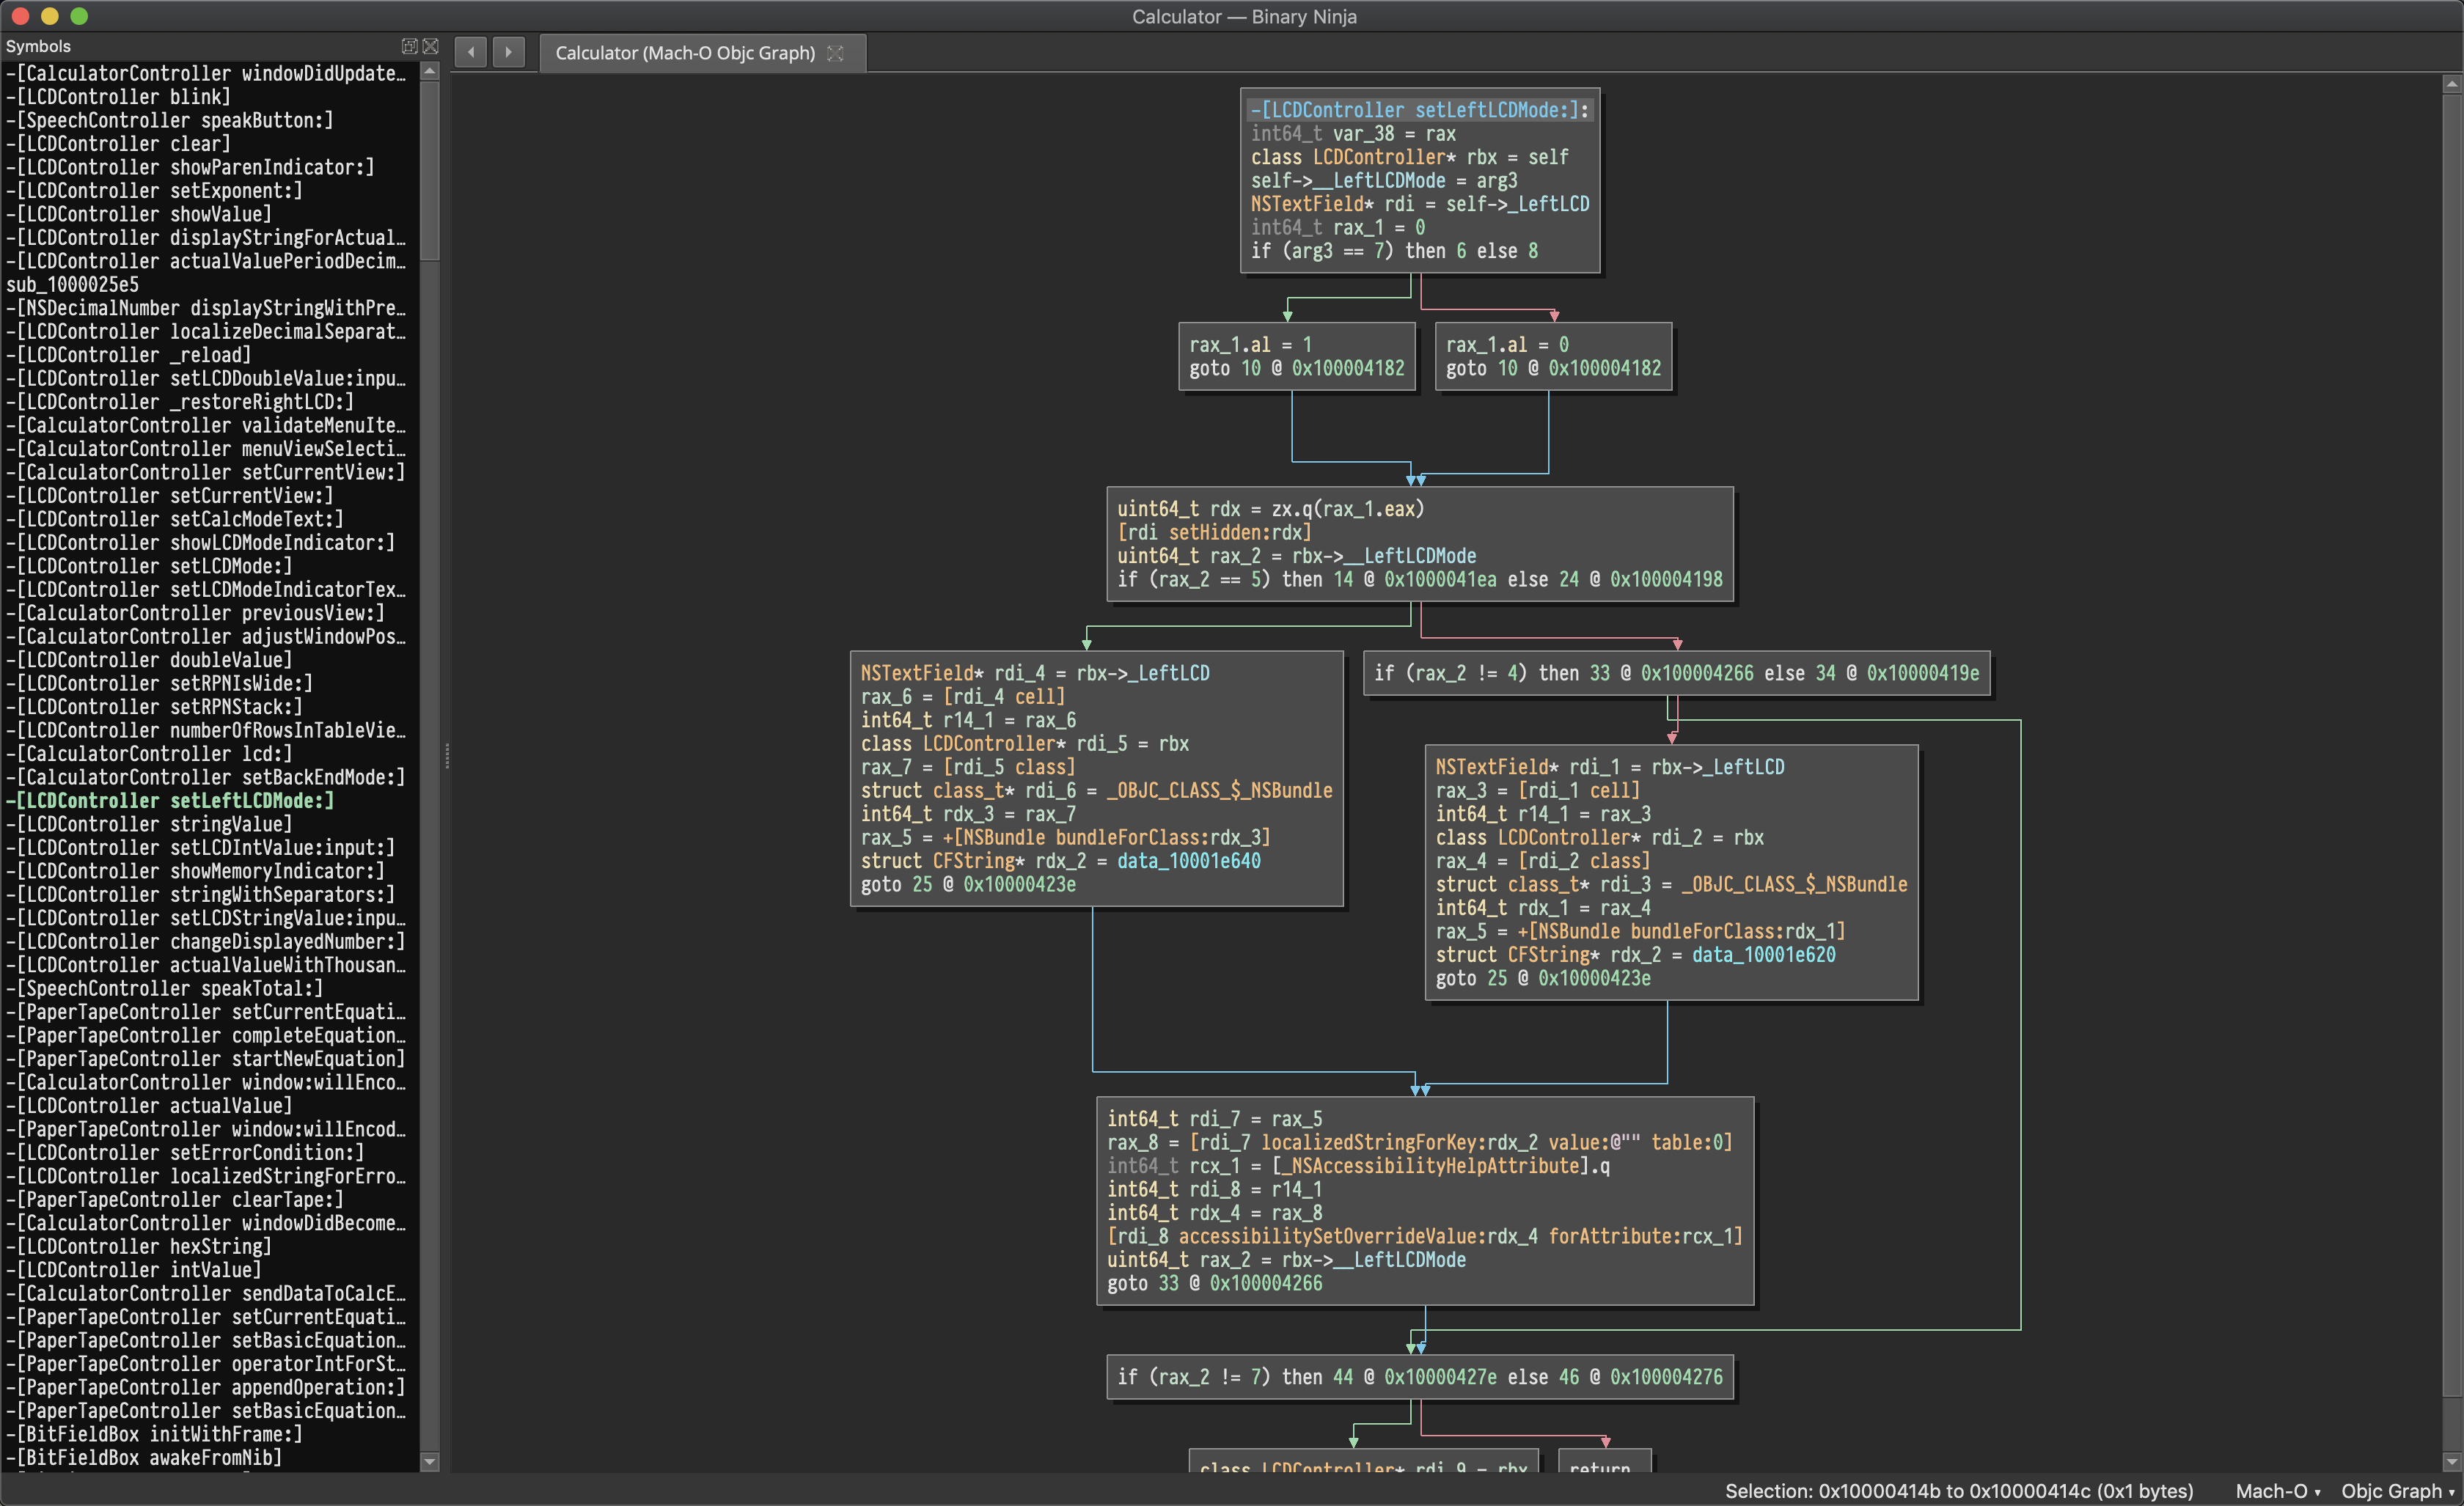 Calculator — Binary Ninja
Symbols
-[CalculatorController windowDidUpdate…
-[LCDController blink]
-[SpeechController speakButton:]
-[LCDController clear]
-[LCDController showParenIndicator:]
-[LCDController setExponent:]
-[LCDController showValue]
-[LCDController displayStringForActual…
-[LCDController actualValuePeriodDecim…
sub_1000025e5
-[NSDecimalNumber displayStringWithPre…
-[LCDController localizeDecimalSeparat…
-[LCDController _reload]
-[LCDController setLCDDoubleValue:inpu…
-[LCDController _restoreRightLCD:]
-[CalculatorController validateMenuIte…
-[CalculatorController menuViewSelecti…
-[CalculatorController setCurrentView:]
-[LCDController setCurrentView:]
-[LCDController setCalcModeText:]
-[LCDController showLCDModeIndicator:]
-[LCDController setLCDMode:]
-[LCDController setLCDModeIndicatorTex…
-[CalculatorController previousView:]
-[CalculatorController adjustWindowPos…
-[LCDController doubleValue]
-[LCDController setRPNIsWide:]
-[LCDController setRPNStack:]
-[LCDController numberOfRowsInTableVie…
-[CalculatorController lcd:]
-[CalculatorController setBackEndMode:]
-[LCDController setLeftLCDMode:]
-[LCDController stringValue]
-[LCDController setLCDIntValue:input:]
-[LCDController showMemoryIndicator:]
-[LCDController stringWithSeparators:]
-[LCDController setLCDStringValue:inpu…
-[LCDController changeDisplayedNumber:]
-[LCDController actualValueWithThousan…
-[SpeechController speakTotal:]
-[PaperTapeController setCurrentEquati…
-[PaperTapeController completeEquation…
-[PaperTapeController startNewEquation]
-[CalculatorController window:willEnco…
-[LCDController actualValue]
-[PaperTapeController window:willEncod…
-[LCDController setErrorCondition:]
-[LCDController localizedStringForErro…
-[PaperTapeController clearTape:]
-[CalculatorController windowDidBecome…
-[LCDController hexString]
-[LCDController intValue]
-[CalculatorController sendDataToCalcE…
-[PaperTapeController setCurrentEquati…
-[PaperTapeController setBasicEquation…
-[PaperTapeController operatorIntForSt…
-[PaperTapeController appendOperation:]
-[PaperTapeController setBasicEquation…
-[BitFieldBox initWithFrame:]
-[BitFieldBox awakeFromNib]
Calculator (Mach-O Objc Graph)
-[LCDController setLeftLCDMode:]:
int64_t var_38 = rax
class LCDController* rbx = self
self->__LeftLCDMode = arg3
NSTextField* rdi = self->_LeftLCD
int64_t rax_1 = 0
if (arg3 == 7) then 6 else 8
rax_1.al = 1
goto 10 @ 0x100004182
rax_1.al = 0
goto 10 @ 0x100004182
uint64_t rdx = zx.q(rax_1.eax)
[rdi setHidden:rdx]
uint64_t rax_2 = rbx->__LeftLCDMode
if (rax_2 == 5) then 14 @ 0x1000041ea else 24 @ 0x100004198
NSTextField* rdi_4 = rbx->_LeftLCD
rax_6 = [rdi_4 cell]
int64_t r14_1 = rax_6
class LCDController* rdi_5 = rbx
rax_7 = [rdi_5 class]
struct class_t* rdi_6 = _OBJC_CLASS_$_NSBundle
int64_t rdx_3 = rax_7
rax_5 = +[NSBundle bundleForClass:rdx_3]
struct CFString* rdx_2 = data_10001e640
goto 25 @ 0x10000423e
if (rax_2 != 4) then 33 @ 0x100004266 else 34 @ 0x10000419e
NSTextField* rdi_1 = rbx->_LeftLCD
rax_3 = [rdi_1 cell]
int64_t r14_1 = rax_3
class LCDController* rdi_2 = rbx
rax_4 = [rdi_2 class]
struct class_t* rdi_3 = _OBJC_CLASS_$_NSBundle
int64_t rdx_1 = rax_4
rax_5 = +[NSBundle bundleForClass:rdx_1]
struct CFString* rdx_2 = data_10001e620
goto 25 @ 0x10000423e
int64_t rdi_7 = rax_5
rax_8 = [rdi_7 localizedStringForKey:rdx_2 value:@"" table:0]
int64_t rcx_1 = [_NSAccessibilityHelpAttribute].q
int64_t rdi_8 = r14_1
int64_t rdx_4 = rax_8
[rdi_8 accessibilitySetOverrideValue:rdx_4 forAttribute:rcx_1]
uint64_t rax_2 = rbx->__LeftLCDMode
goto 33 @ 0x100004266
if (rax_2 != 7) then 44 @ 0x10000427e else 46 @ 0x100004276
class LCDController* rdi_9 = rbx
return
Selection: 0x10000414b to 0x10000414c (0x1 bytes)
Mach-O
Objc Graph